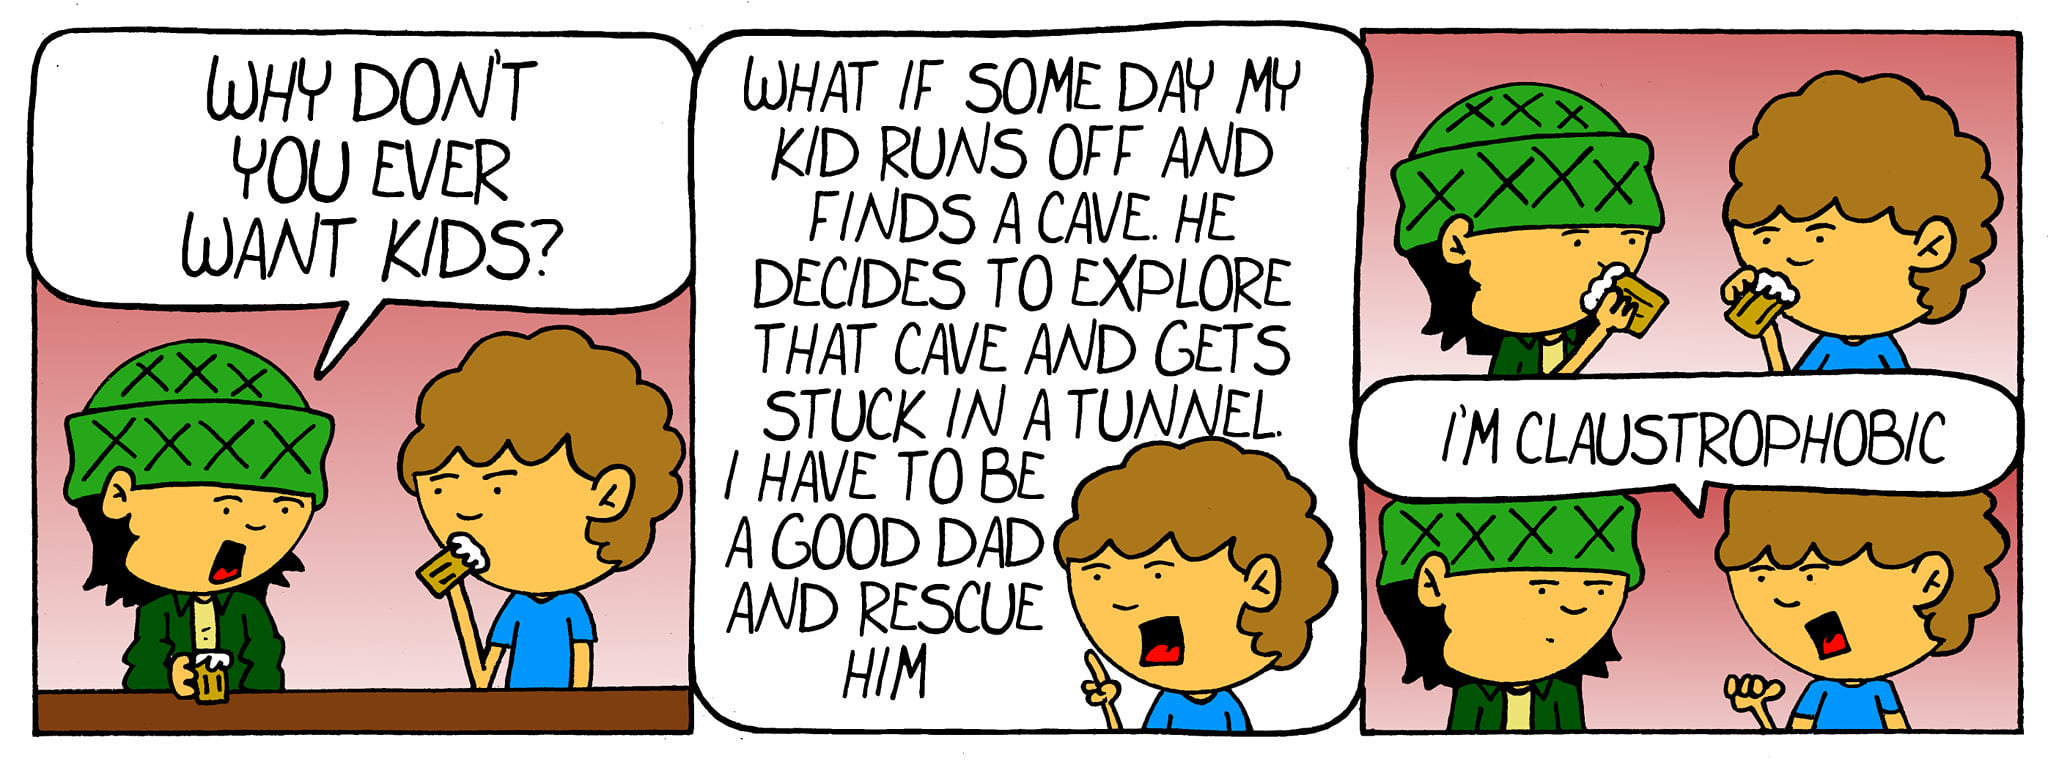 WHY DON'T
YOU EVER
WANT KIDS?
WHAT IF SOME DAY MY
KID RUNS OFF AND
FINDS A CAVE. HE
DECIDES TO EXPLORE
THAT CAVE AND GETS
STUCK IN A TUNNEL.
I HAVE TO BE
A GOOD DAD
AND RESCUE
HIM
I'M CLAUSTROPHOBIC